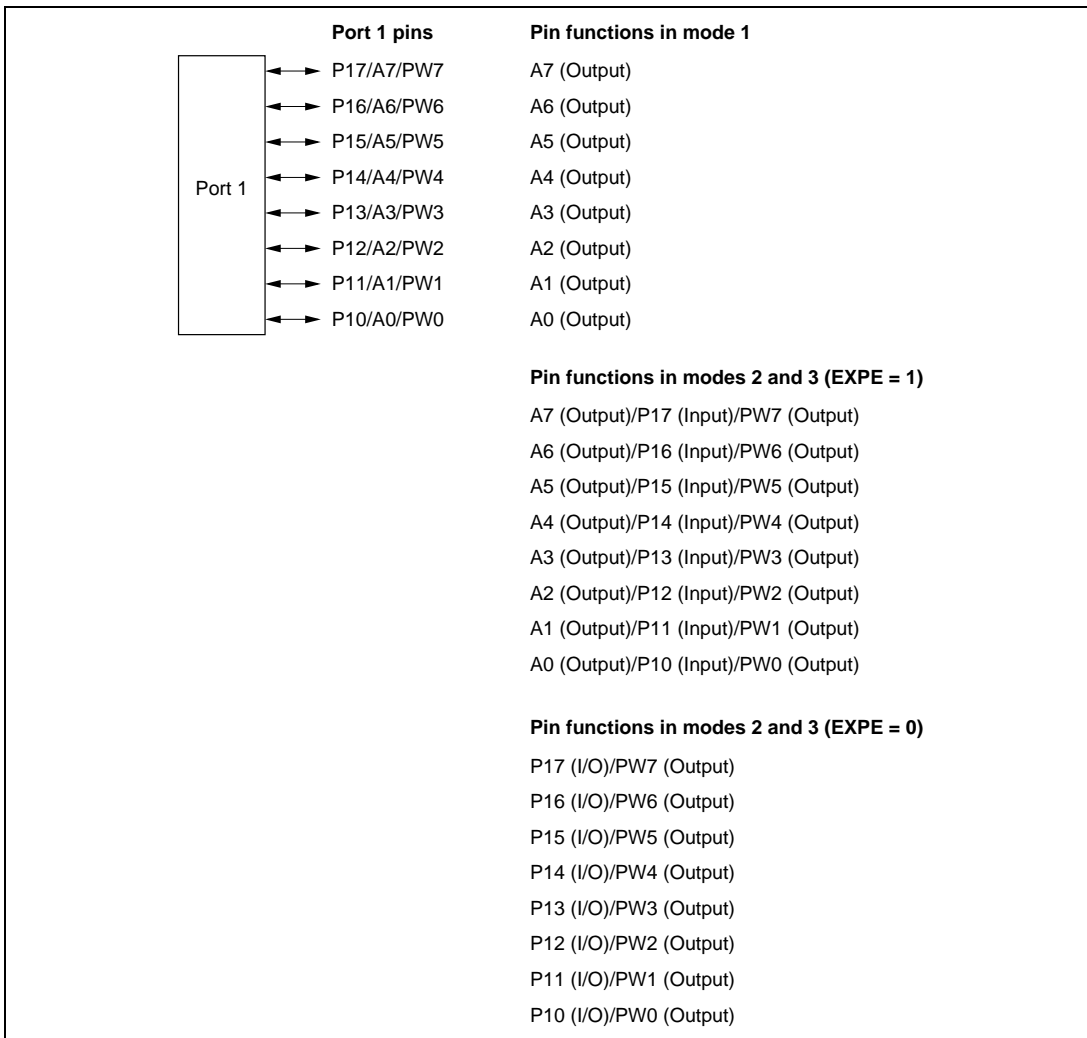 Port 1 pins Pin functions in mode 1
P17/A7/PW7 A7 (Output)
P16/A6/PW6 A6 (Output)
P15/A5/PW5 A5 (Output)
Port 1 P14/A4/PW4 A4 (Output)
P13/A3/PW3 A3 (Output)
P12/A2/PW2 A2 (Output)
P11/A1/PW1 A1 (Output)
P10/A0/PW0 A0 (Output)
Pin functions in modes 2 and 3 (EXPE = 1)
A7 (Output)/P17 (Input)/PW7 (Output)
A6 (Output)/P16 (Input)/PW6 (Output)
A5 (Output)/P15 (Input)/PW5 (Output)
A4 (Output)/P14 (Input)/PW4 (Output)
A3 (Output)/P13 (Input)/PW3 (Output)
A2 (Output)/P12 (Input)/PW2 (Output)
A1 (Output)/P11 (Input)/PW1 (Output)
A0 (Output)/P10 (Input)/PW0 (Output)
Pin functions in modes 2 and 3 (EXPE = 0)
P17 (I/O)/PW7 (Output)
P16 (I/O)/PW6 (Output)
P15 (I/O)/PW5 (Output)
P14 (I/O)/PW4 (Output)
P13 (I/O)/PW3 (Output)
P12 (I/O)/PW2 (Output)
P11 (I/O)/PW1 (Output)
P10 (I/O)/PW0 (Output)